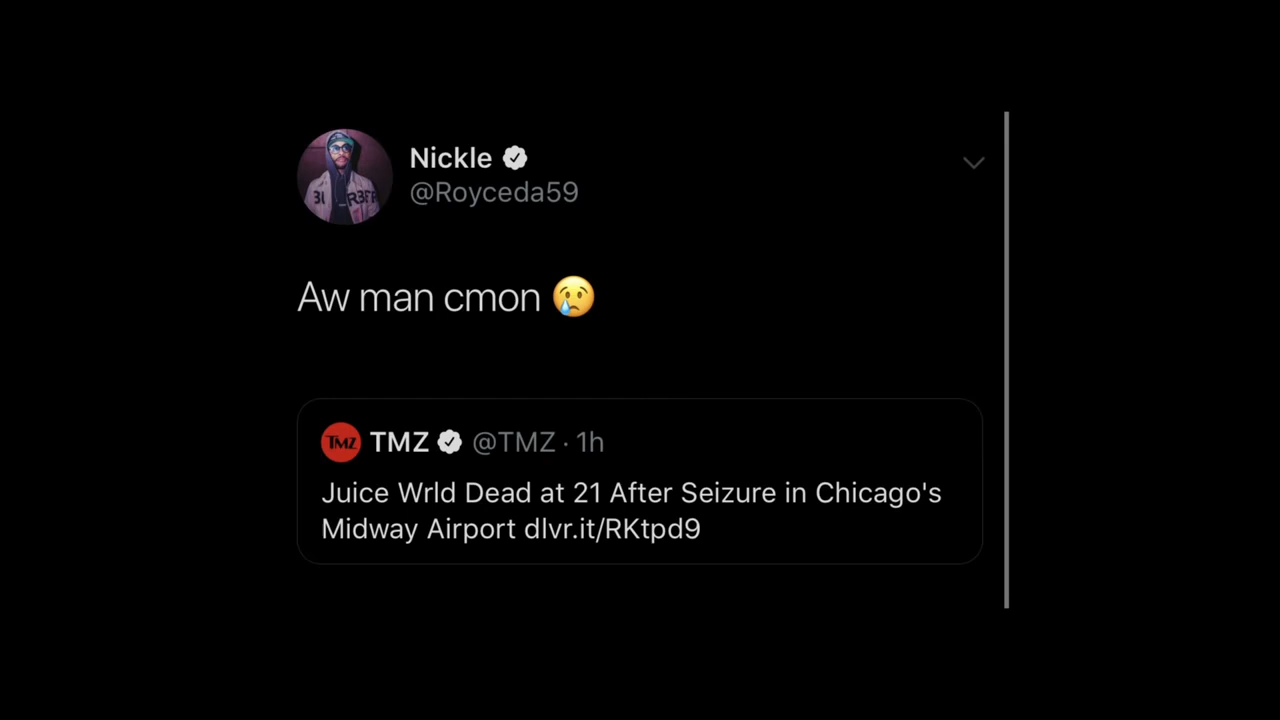 Nickle
@Royceda59
Aw man cmon 😢
TMZ TMZ @TMZ · 1h
Juice Wrld Dead at 21 After Seizure in Chicago's
Midway Airport dlvr.it/RKtpd9